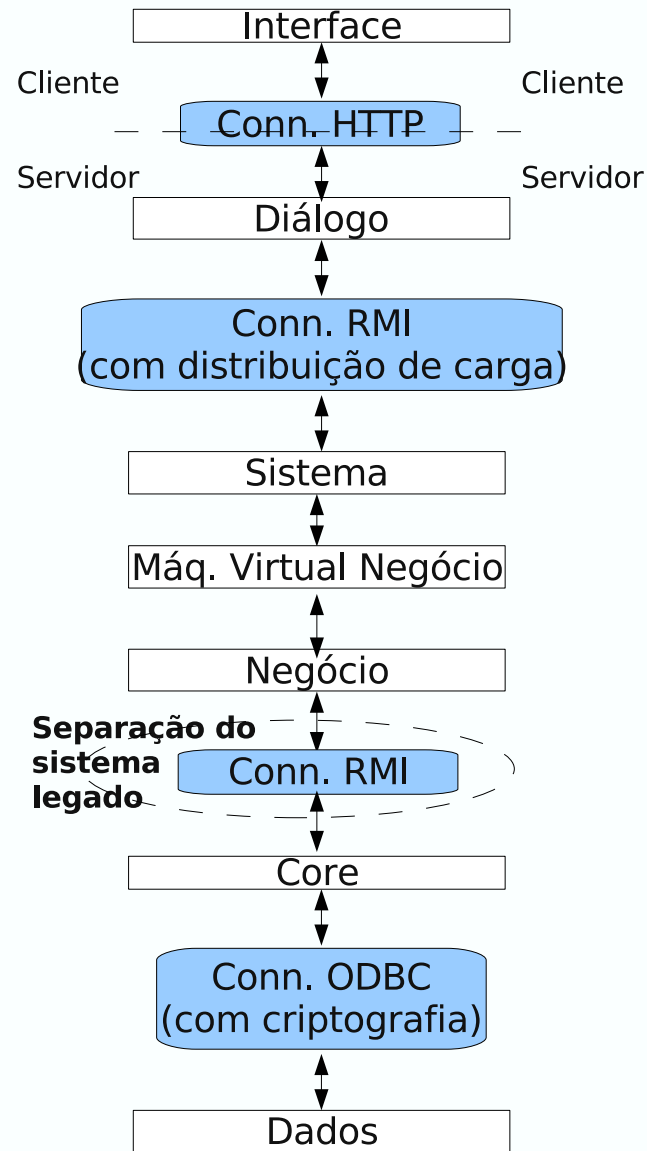 Interface
Cliente
Cliente
Conn. HTTP
Servidor
Servidor
Diálogo
Conn. RMI
(com distribuição de carga)
Sistema
Máq. Virtual Negócio
Negócio
Separação do
sistema
legado
Conn. RMI
Core
Conn. ODBC
(com criptografia)
Dados